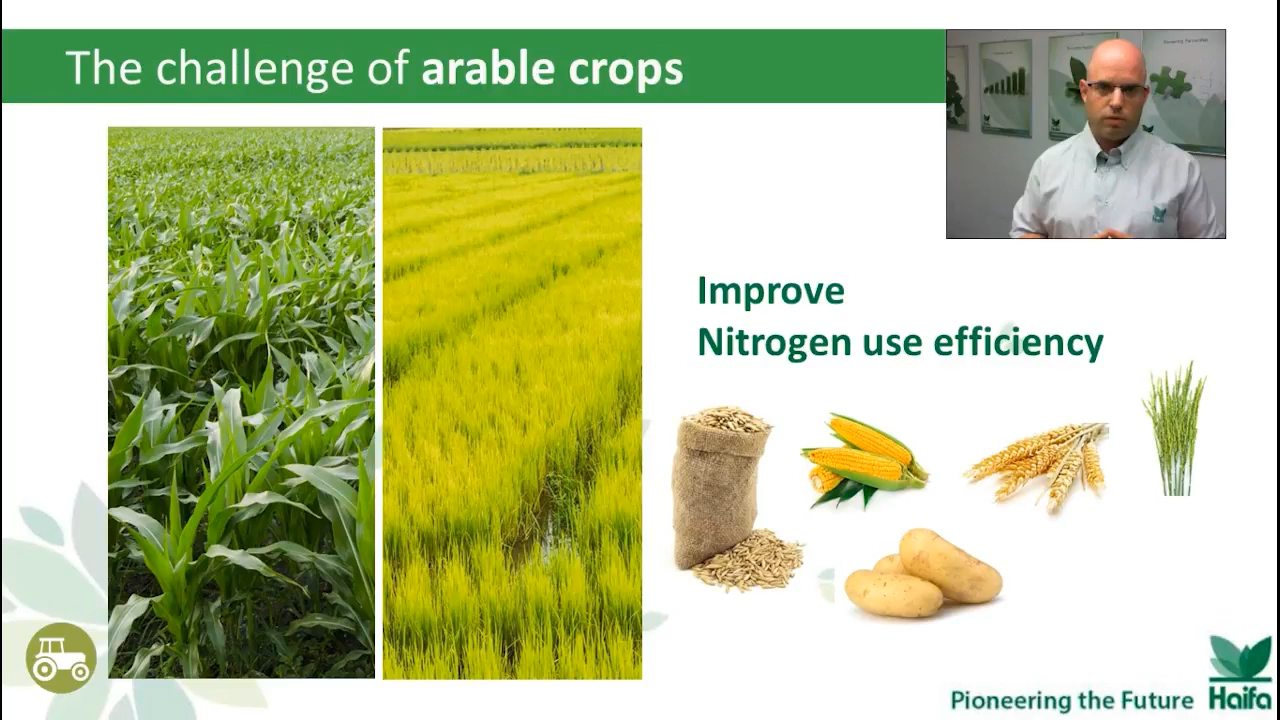 The challenge of arable crops
Improve
Nitrogen use efficiency
Pioneering the Future
Haifa